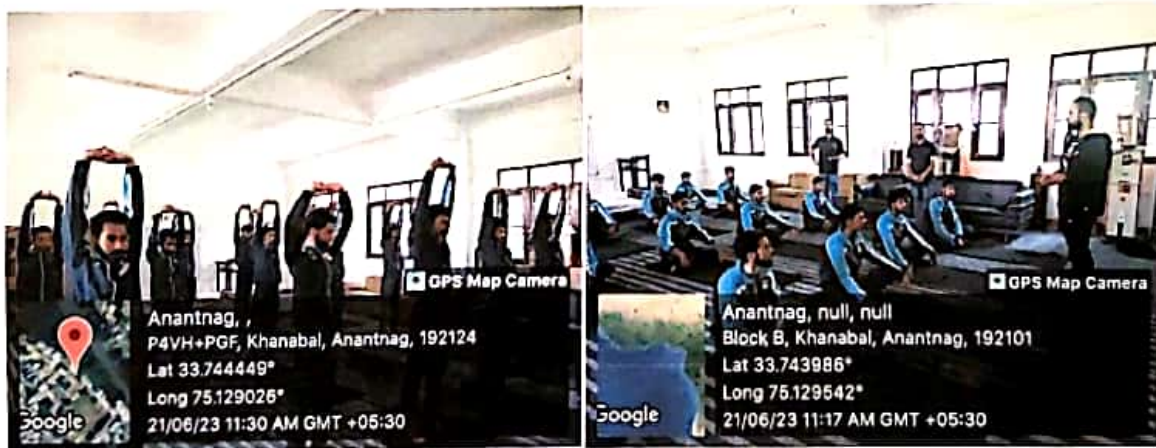 GPS Map Camera
Anantnag, ,
P4VH+PGF, Khanabal, Anantnag, 192124
Lat 33.744449°
Long 75.129026°
21/06/23 11:30 AM GMT +05:30
Google
GPS Map Camera
Anantnag, null, null
Block B, Khanabal, Anantnag, 192101
Lat 33.743986°
Long 75.129542°
21/06/23 11:17 AM GMT +05:30
Google